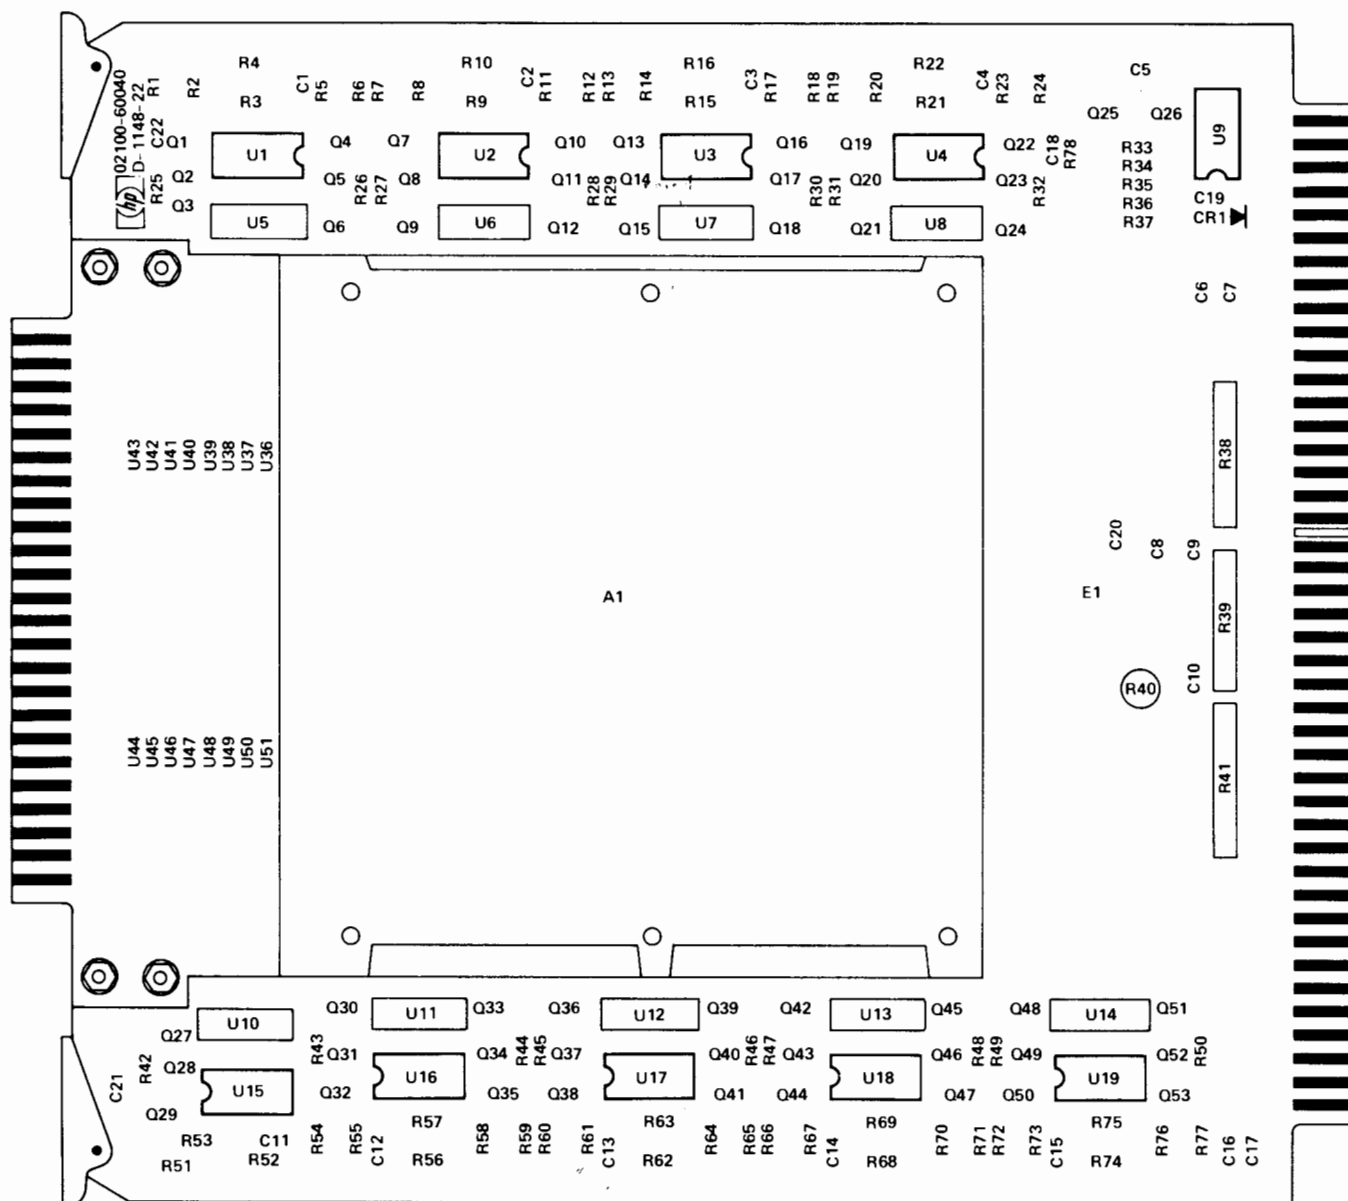 R4 R10 R16 R22 C5
02100-60040 R1 R2 C1 R5 R6 R7 R8 C2 R11 R12 R13 R14 C3 R17 R18 R19 R20 C4 R23 R24
D-1148-22 R3 R9 R15 R21
Q25 Q26 U9
C22 Q1 U1 Q4 Q7 U2 Q10 Q13 U3 Q16 Q19 U4 Q22 C18 R78 R33
R34
hp R25 Q2 Q5 R26 R27 Q8 Q11 R28 R29 Q14 Q17 R30 R31 Q20 Q23 R32 R35
Q3 R36 C19
U5 Q6 Q9 U6 Q12 Q15 U7 Q18 Q21 U8 Q24 R37 CR1
C6 C7
U43 U42 U41 U40 U39 U38 U37 U36 R38
C20 C8 C9
A1 E1 R39
R40 C10
U44 U45 U46 U47 U48 U49 U50 U51 R41
Q30 U11 Q33 Q36 U12 Q39 Q42 U13 Q45 Q48 U14 Q51
Q27 U10
R43 Q31 Q34 R44 R45 Q37 Q40 R46 R47 Q43 Q46 R48 R49 Q49 Q52 R50
C21 R42 Q28 U15 U16 U17 U18 U19
Q32 Q35 Q38 Q41 Q44 Q47 Q50 Q53
Q29 R57 R63 R69 R75
R53 C11 R54 R55 C12 R58 R59 R60 R61 C13 R64 R65 R66 R67 C14 R70 R71 R72 R73 C15 R76 R77 C16 C17
R51 R52 R56 R62 R68 R74